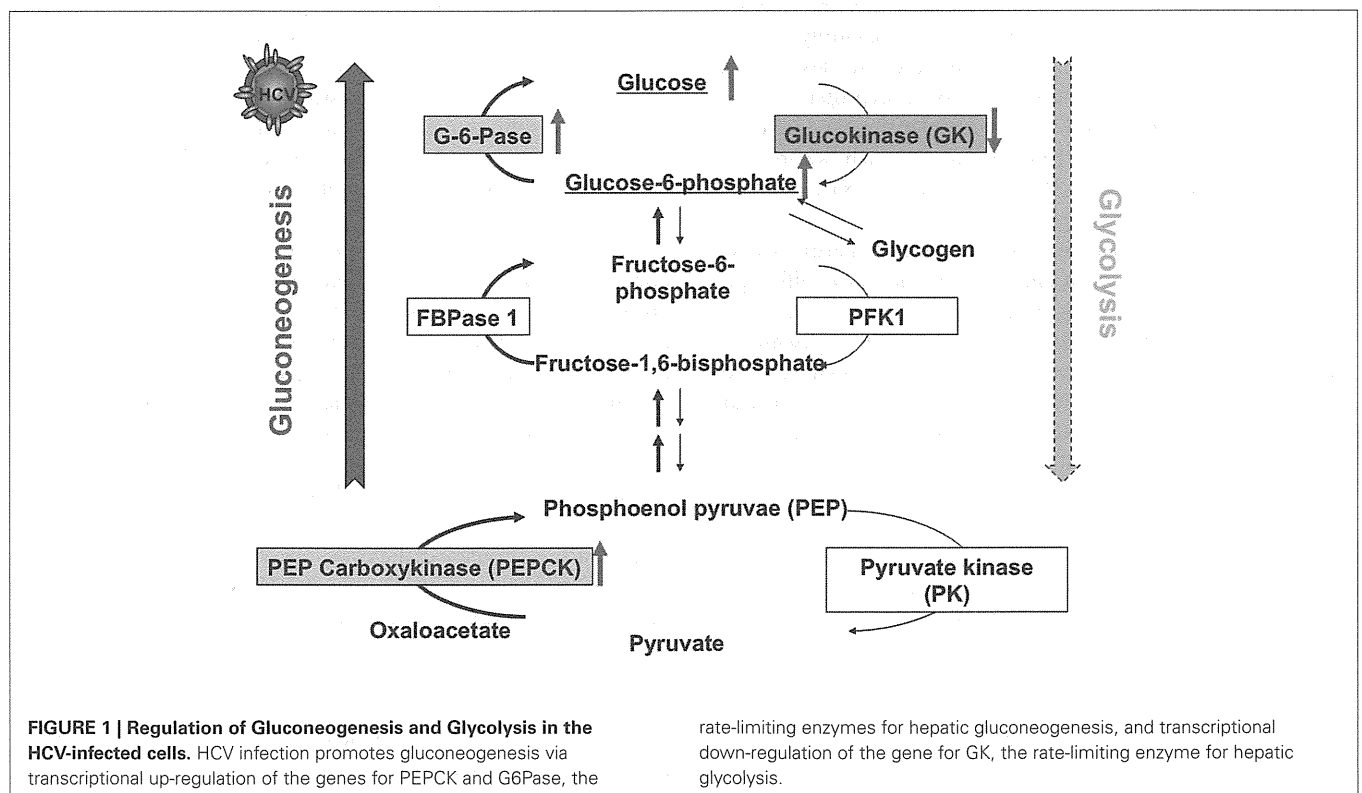 HCV
Gluconeogenesis
Glucose
G-6-Pase
Glucokinase (GK)
Glucose-6-phosphate
Glycogen
Fructose-6-
phosphate
FBPase 1
PFK1
Fructose-1,6-bisphosphate
Glycolysis
Phosphoenol pyruvae (PEP)
PEP Carboxykinase (PEPCK)
Pyruvate kinase
(PK)
Oxaloacetate
Pyruvate
FIGURE 1 | Regulation of Gluconeogenesis and Glycolysis in the
HCV-infected cells. HCV infection promotes gluconeogenesis via
transcriptional up-regulation of the genes for PEPCK and G6Pase, the
rate-limiting enzymes for hepatic gluconeogenesis, and transcriptional
down-regulation of the gene for GK, the rate-limiting enzyme for hepatic
glycolysis.